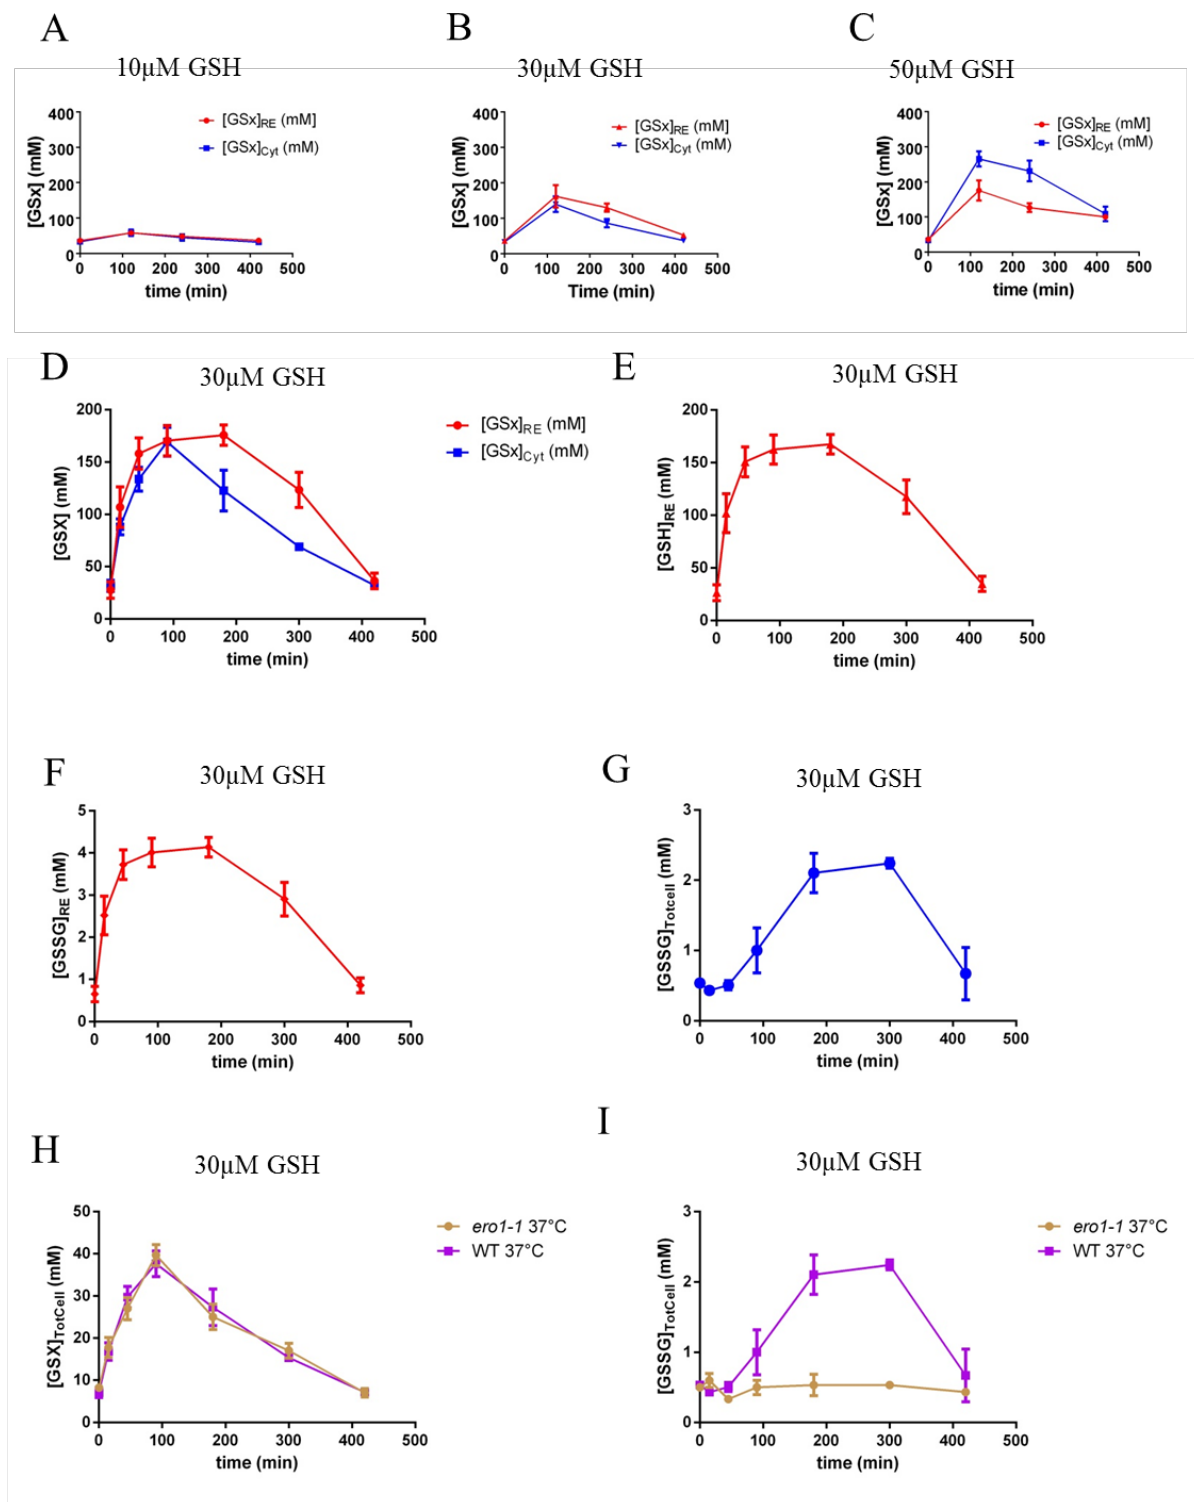 A
B
C
10µM GSH
30µM GSH
50µM GSH
[GSx] (mM)
400
300
200
100
0
0 100 200 300 400 500
time (min)
[GSx]RE (mM]
[GSx]Cyt (mM)
[GSx] (mM)
400
300
200
100
0
0 100 200 300 400 500
Time (min)
[GSx]RE (mM]
[GSx]Cyt (mM)
[GSx] (mM)
400
300
200
100
0
0 100 200 300 400 500
time (min)
[GSx]RE (mM]
[GSx]Cyt (mM)
D
30µM GSH
[GSX] (mM)
200
150
100
50
0
0 100 200 300 400 500
time (min)
[GSx]RE (mM]
[GSx]Cyt (mM)
E
30µM GSH
[GSH]RE (mM)
200
150
100
50
0
0 100 200 300 400 500
time (min)
F
30µM GSH
[GSSG]RE (mM)
5
4
3
2
1
0
0 100 200 300 400 500
time (min)
G
30µM GSH
[GSSG]Totcell (mM)
3
2
1
0
0 100 200 300 400 500
time (min)
H
30µM GSH
[GSX]TotCell (mM)
50
40
30
20
10
0
0 100 200 300 400 500
time (min)
ero1-1 37°C
WT 37°C
I
30µM GSH
[GSSG]TotCell (mM)
3
2
1
0
0 100 200 300 400 500
time (min)
ero1-1 37°C
WT 37°C